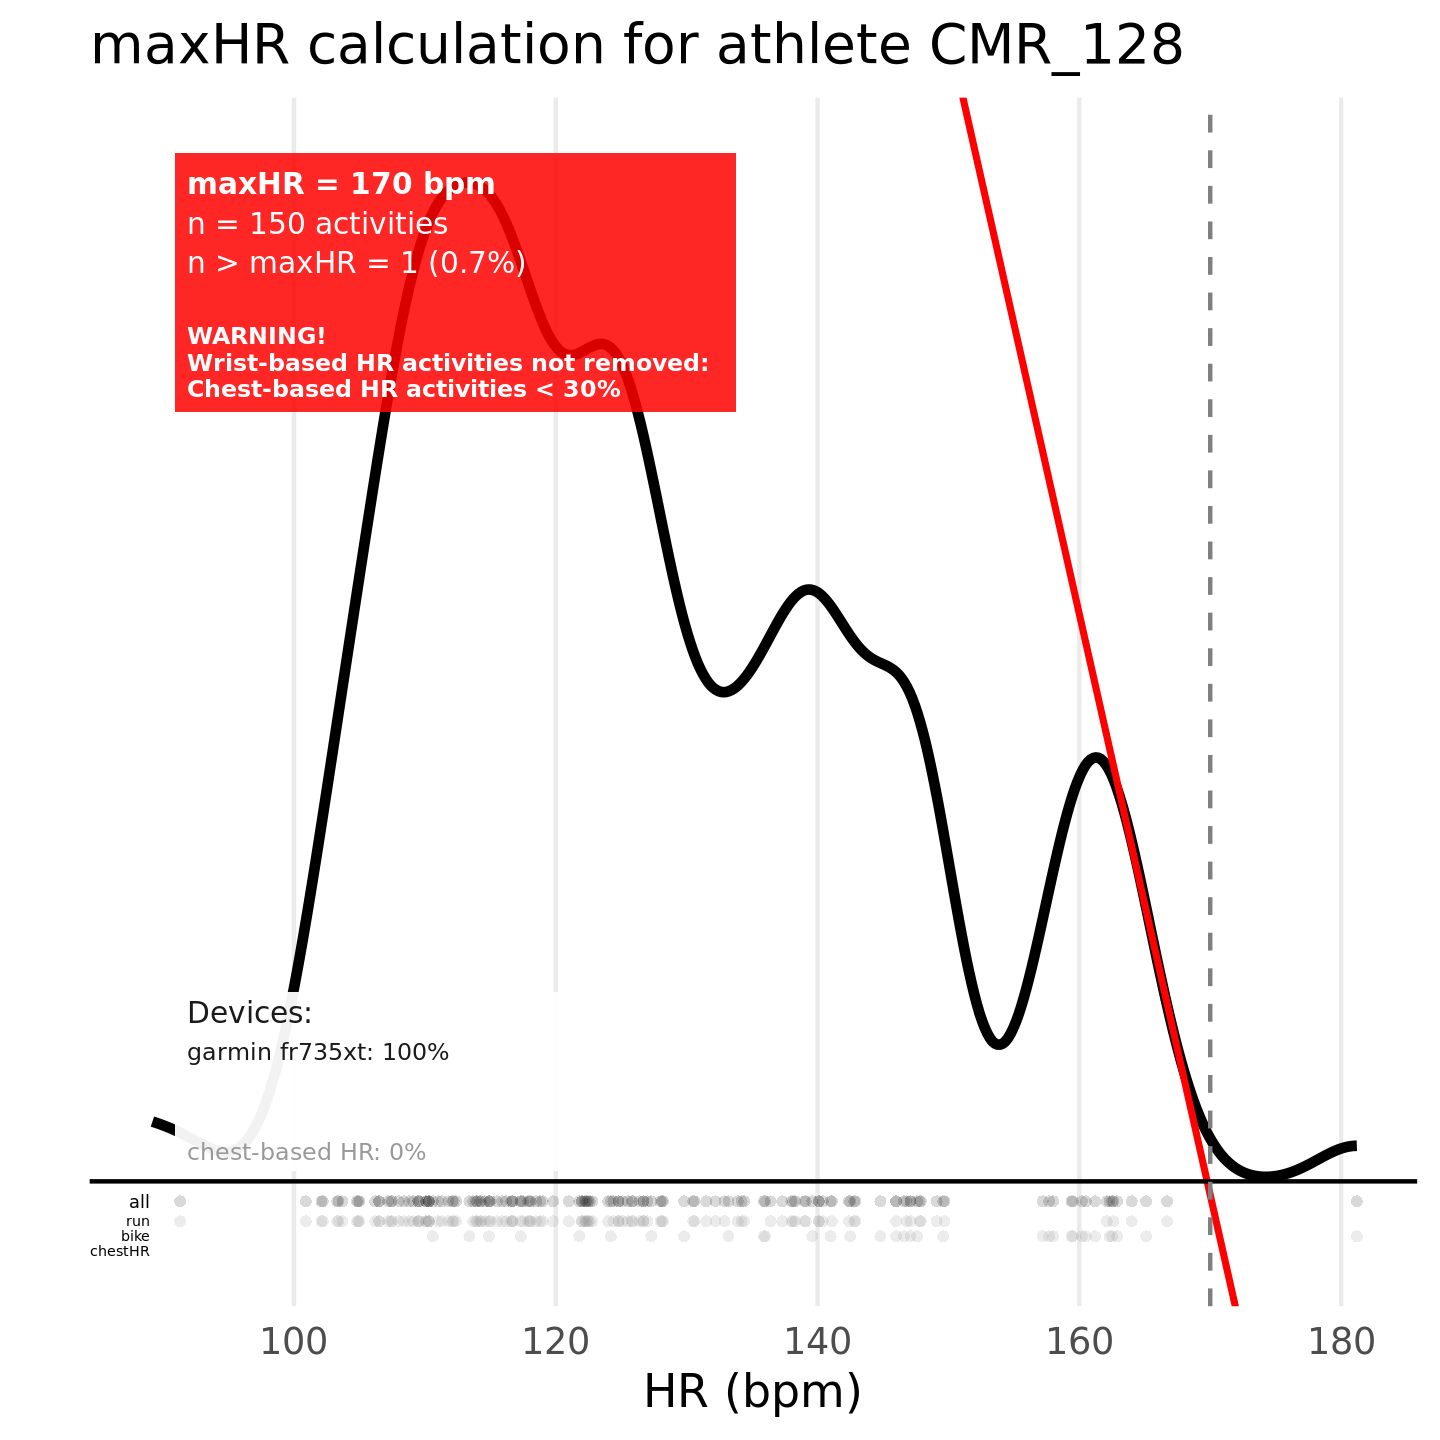 maxHR calculation for athlete CMR_128
maxHR = 170 bpm
n = 150 activities
n > maxHR = 1 (0.7%)
WARNING!
Wrist-based HR activities not removed:
Chest-based HR activities < 30%
Devices:
garmin fr735xt: 100%
chest-based HR: 0%
all
run
bike
chestHR
100 120 140 160 180
HR (bpm)